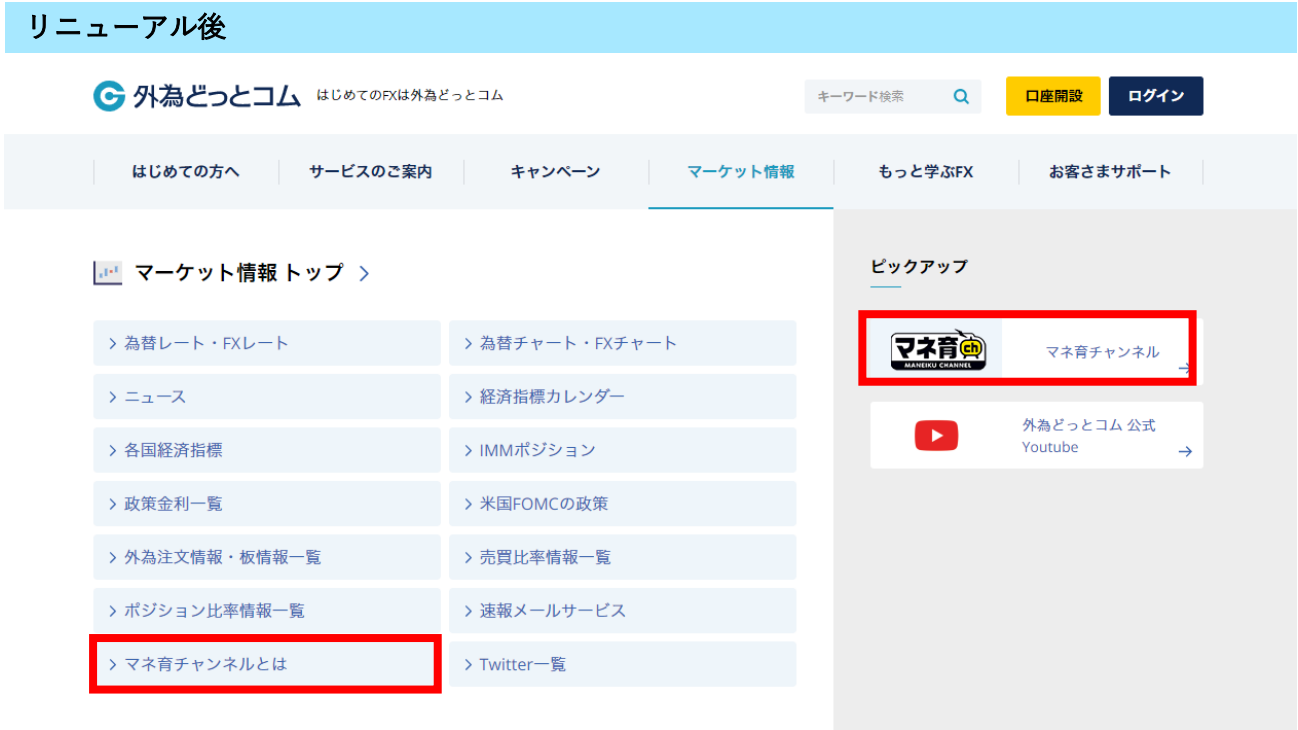 リニューアル後
外為どっとコム はじめてのFXは外為どっとコム
キーワード検索
口座開設
ログイン
はじめての方へ
サービスのご案内
キャンペーン
マーケット情報
もっと学ぶFX
お客さまサポート
マーケット情報 トップ
為替レート・FXレート
為替チャート・FXチャート
ニュース
経済指標カレンダー
各国経済指標
IMMポジション
政策金利一覧
米国FOMCの政策
外為注文情報・板情報一覧
売買比率情報一覧
ポジション比率情報一覧
速報メールサービス
マネ育チャンネルとは
Twitter一覧
ピックアップ
マネ育ch
MANEIKU CHANNEL
マネ育チャンネル
外為どっとコム 公式
Youtube